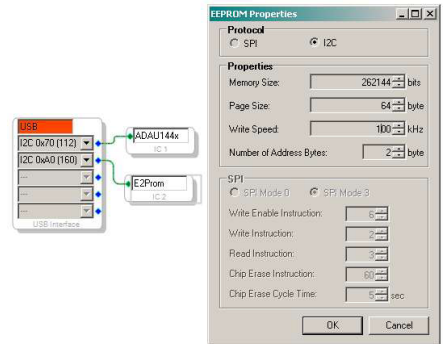 USB
I2C 0x70 (112)
I2C 0xA0 (160)
---
---
---
USB Interface
ADAU144x
IC 1
E2Prom
IC 2
EEPROM Properties
Protocol
SPI I2C
Properties
Memory Size: 262144 bits
Page Size: 64 byte
Write Speed: 100 kHz
Number of Address Bytes: 2 byte
SPI
SPI Mode 0 SPI Mode 3
Write Enable Instruction: 6
Write Instruction: 2
Read Instruction: 3
Chip Erase Instruction: 60
Chip Erase Cycle Time: 5 sec
OK Cancel